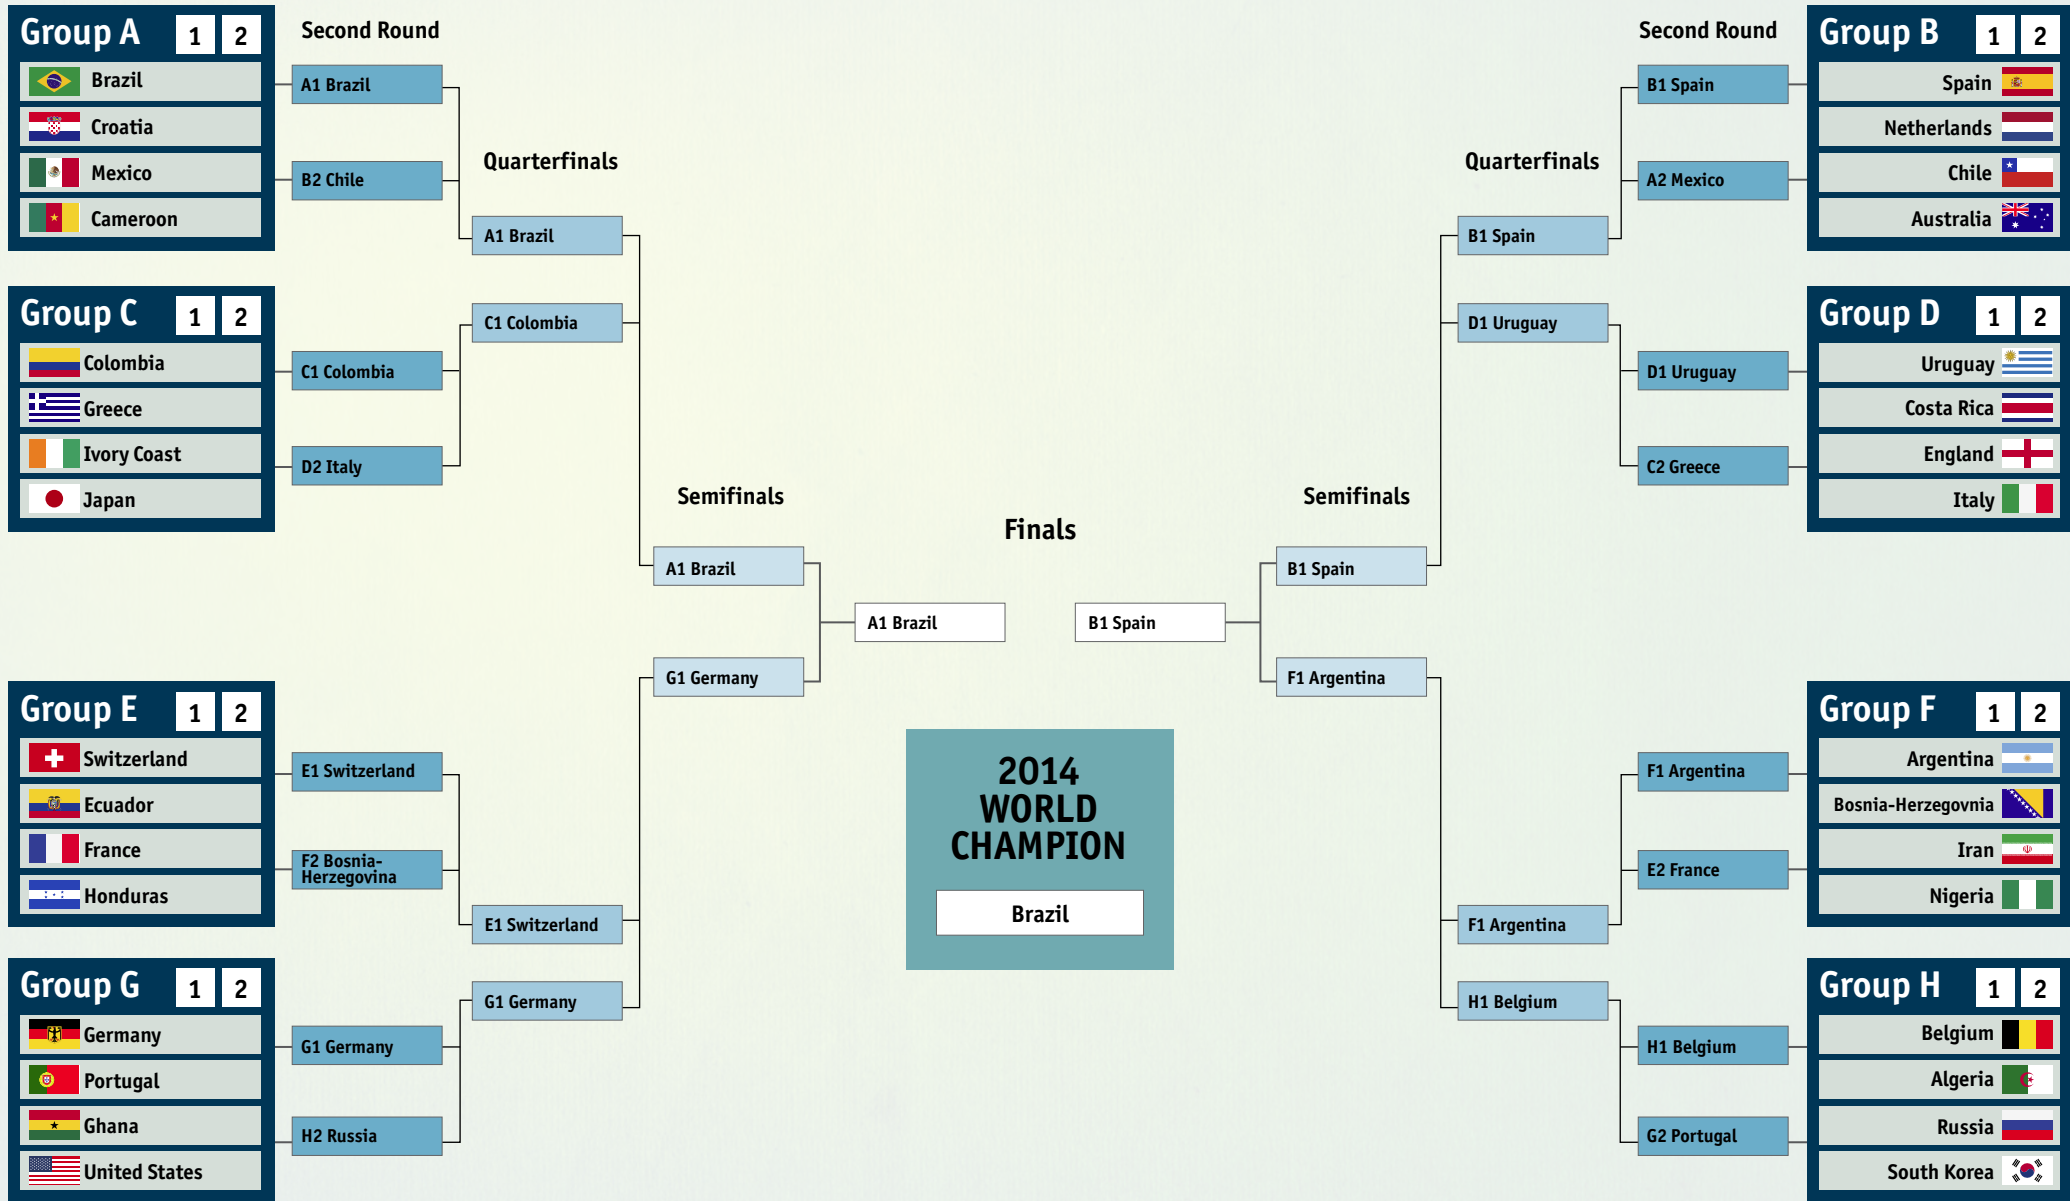 Group A 1 2
Brazil
Croatia
Mexico
Cameroon
Group C 1 2
Colombia
Greece
Ivory Coast
Japan
Group E 1 2
Switzerland
Ecuador
France
Honduras
Group G 1 2
Germany
Portugal
Ghana
United States
Second Round
A1 Brazil
B2 Chile
C1 Colombia
D2 Italy
E1 Switzerland
F2 Bosnia-
Herzegovina
G1 Germany
H2 Russia
Quarterfinals
A1 Brazil
C1 Colombia
E1 Switzerland
G1 Germany
Semifinals
A1 Brazil
G1 Germany
Finals
A1 Brazil
B1 Spain
2014
WORLD
CHAMPION
Brazil
Semifinals
B1 Spain
F1 Argentina
Quarterfinals
B1 Spain
D1 Uruguay
F1 Argentina
H1 Belgium
Second Round
B1 Spain
A2 Mexico
D1 Uruguay
C2 Greece
F1 Argentina
E2 France
H1 Belgium
G2 Portugal
Group B 1 2
Spain
Netherlands
Chile
Australia
Group D 1 2
Uruguay
Costa Rica
England
Italy
Group F 1 2
Argentina
Bosnia-Herzegovnia
Iran
Nigeria
Group H 1 2
Belgium
Algeria
Russia
South Korea